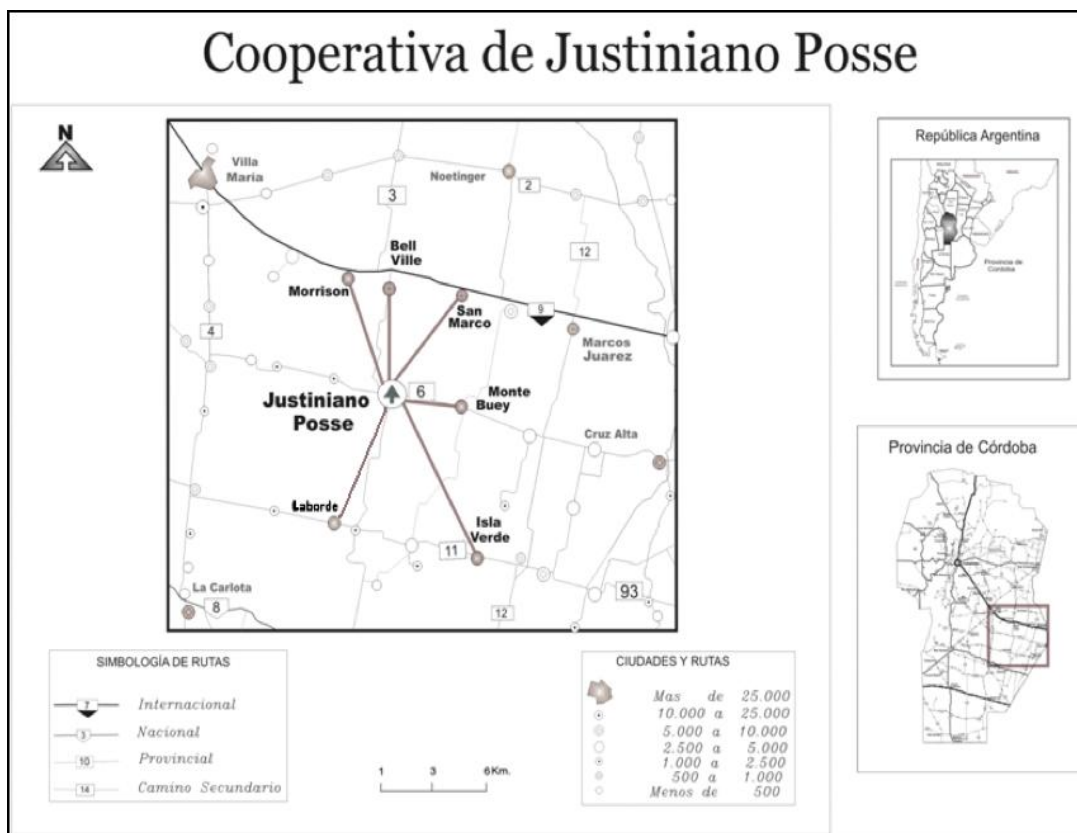 Cooperativa de Justiniano Posse
N
Villa
María
Noetinger
2
3
Bell
Ville
12
Morrison
San
Marco
9
Marcos
Juarez
4
6
Justiniano
Posse
Monte
Buey
Cruz Alta
Laborde
Isla
Verde
11
La Carlota
8
12
93
República Argentina
Provincia de
Cordoba
Provincia de Córdoba
SIMBOLOGÍA DE RUTAS
7 Internacional
3 Nacional
10 Provincial
14 Camino Secundario
1 3 6 Km.
CIUDADES Y RUTAS
Mas de 25.000
10.000 a 25.000
5.000 a 10.000
2.500 a 5.000
1.000 a 2.500
500 a 1.000
Menos de 500